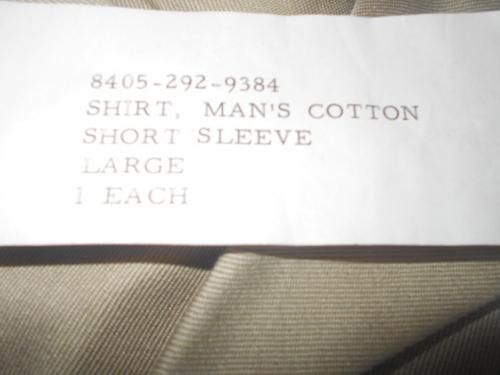 8405-292-9384
SHIRT, MAN'S COTTON
SHORT SLEEVE
LARGE
1 EACH